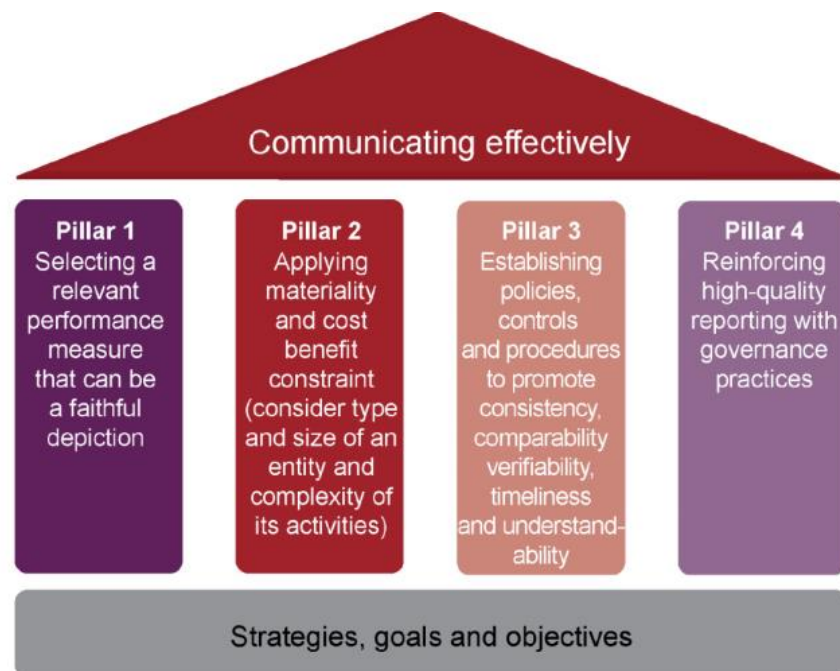 Communicating effectively
Pillar 1
Selecting a
relevant
performance
measure
that can be
a faithful
depiction
Pillar 2
Applying
materiality
and cost
benefit
constraint
(consider type
and size of an
entity and
complexity of
its activities)
Pillar 3
Establishing
policies,
controls
and procedures
to promote
consistency,
comparability
verifiability,
timeliness
and understand-
ability
Pillar 4
Reinforcing
high-quality
reporting with
governance
practices
Strategies, goals and objectives